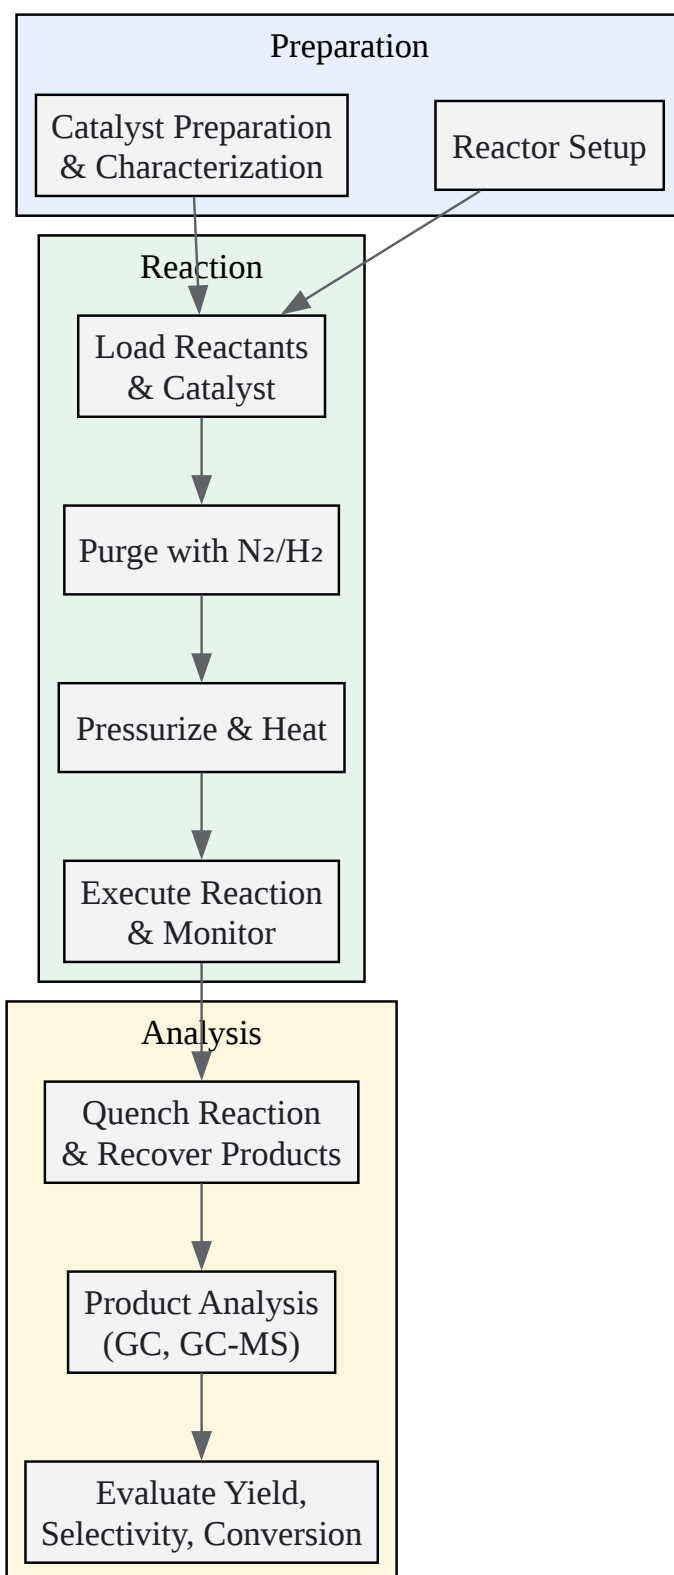 Preparation
Catalyst Preparation
& Characterization
Reactor Setup
Reaction
Load Reactants
& Catalyst
Purge with N₂/H₂
Pressurize & Heat
Execute Reaction
& Monitor
Analysis
Quench Reaction
& Recover Products
Product Analysis
(GC, GC-MS)
Evaluate Yield,
Selectivity, Conversion